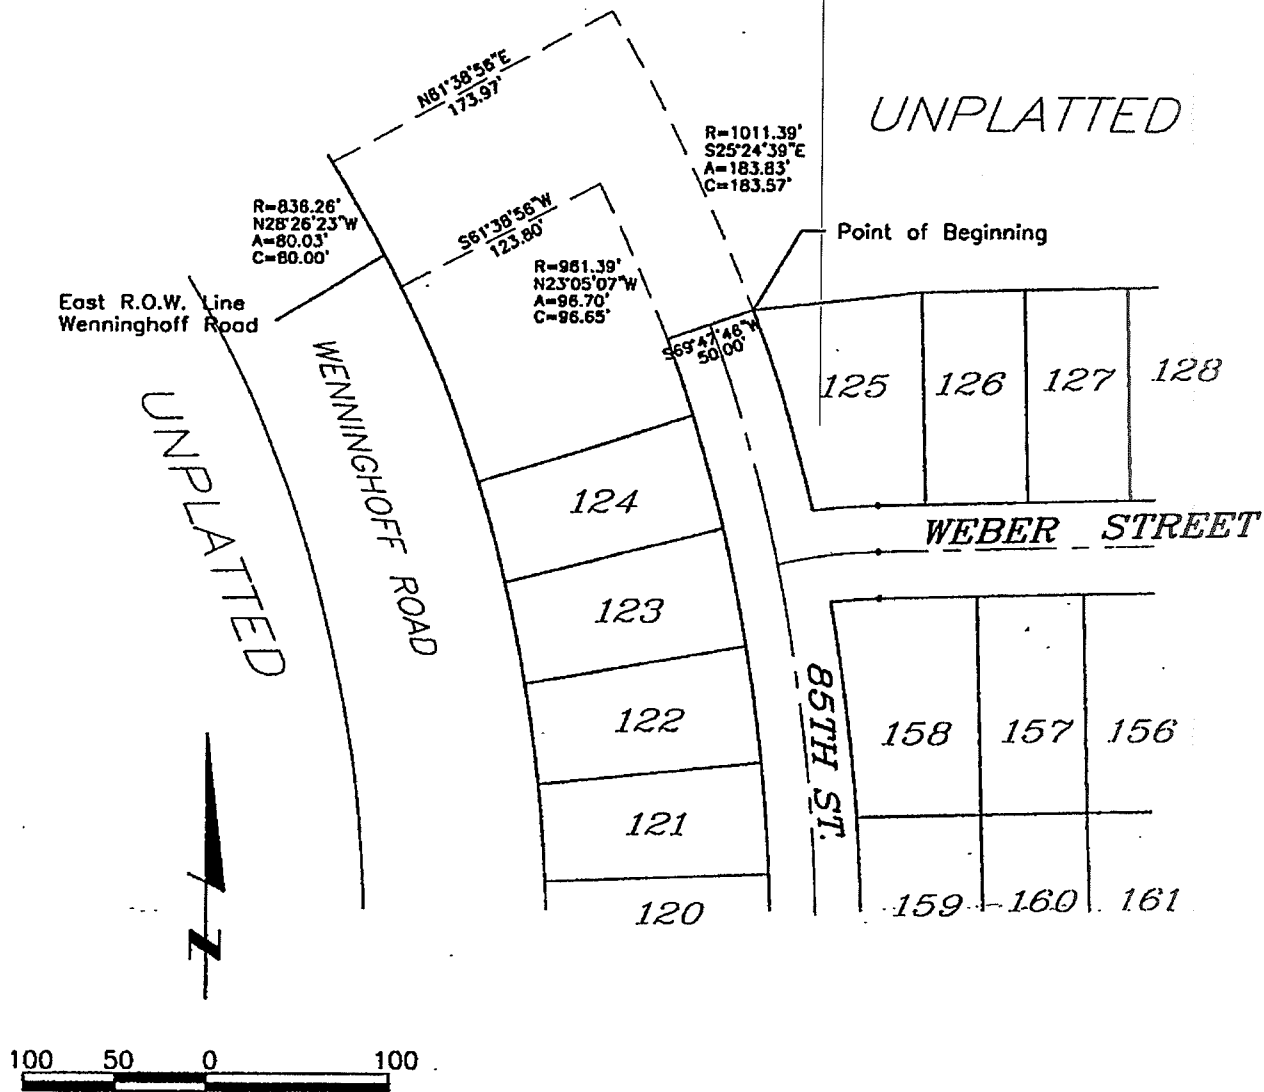 N61°38'56"E
173.97'
UNPLATTED
R=1011.39'
S25°24'39"E
A=183.83'
C=183.57'
R=836.26'
N28°26'23"W
A=80.03'
C=80.00'
S61°38'56"W
123.80'
Point of Beginning
R=961.39'
N23°05'07"W
A=96.70'
C=96.65'
East R.O.W. Line
Wenninghoff Road
S69°47'46"W
50.00'
WENNINGHOFF ROAD
UNPLATTED
125
126
127
128
124
WEBER STREET
123
85TH ST.
122
158
157
156
121
120
159
160
161
N
100 50 0 100